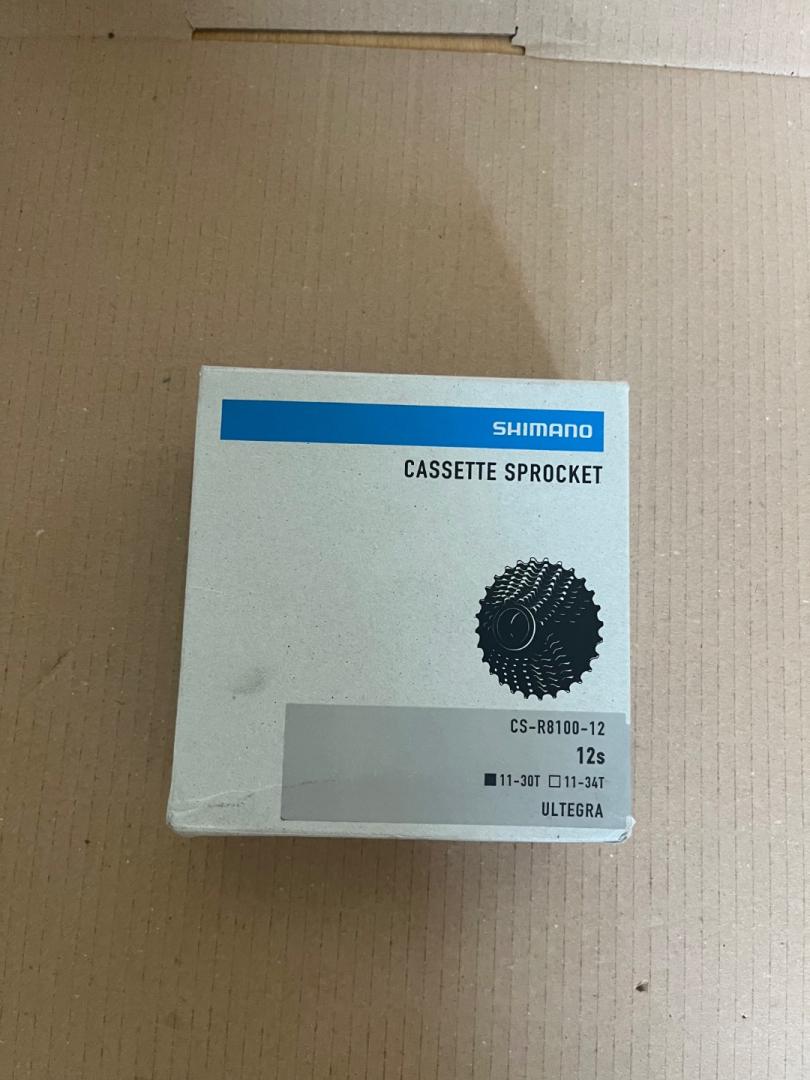 SHIMANO
CASSETTE SPROCKET
CS-R8100-12
12s
■11-30T □11-34T
ULTEGRA